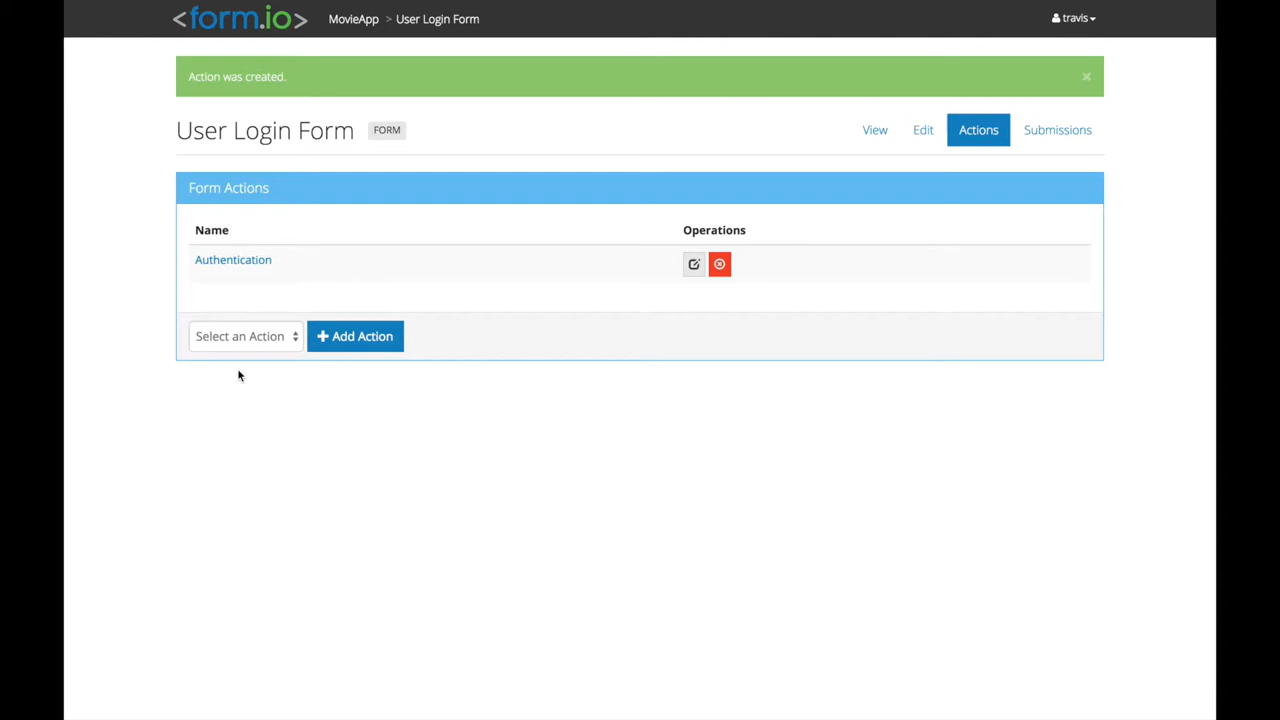 <form.io> MovieApp > User Login Form travis
Action was created. ×
User Login Form FORM View Edit Actions Submissions
Form Actions
Name Operations
Authentication
Select an Action + Add Action